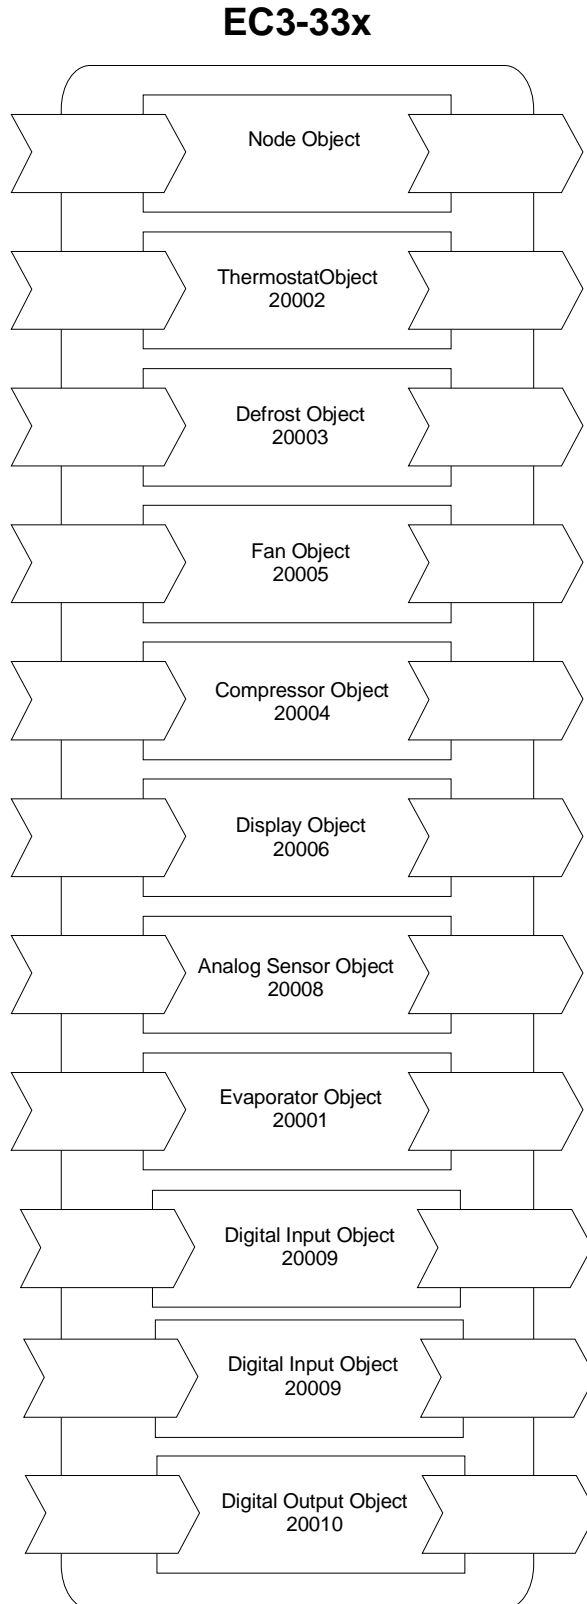 EC3-33x
Node Object
ThermostatObject
20002
Defrost Object
20003
Fan Object
20005
Compressor Object
20004
Display Object
20006
Analog Sensor Object
20008
Evaporator Object
20001
Digital Input Object
20009
Digital Input Object
20009
Digital Output Object
20010